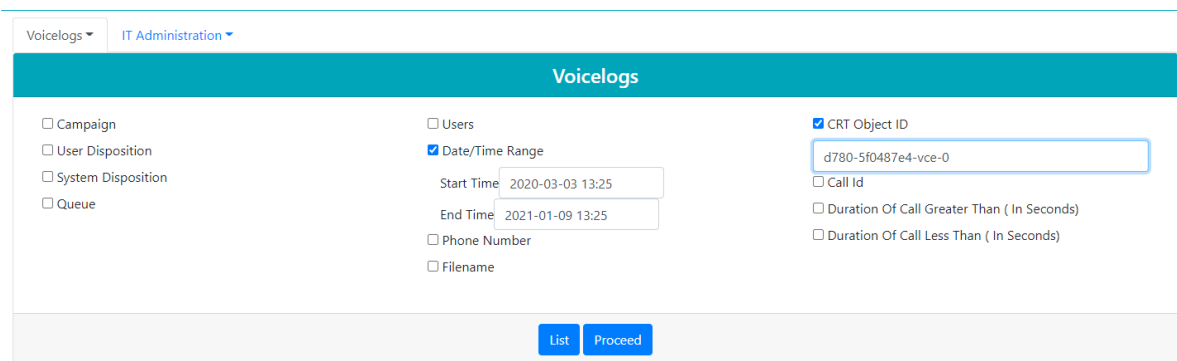 Voicelogs IT Administration
Voicelogs
Campaign
User Disposition
System Disposition
Queue
Users
Date/Time Range
Start Time 2020-03-03 13:25
End Time 2021-01-09 13:25
Phone Number
Filename
CRT Object ID
d780-5f0487e4-vce-0
Call Id
Duration Of Call Greater Than ( In Seconds)
Duration Of Call Less Than ( In Seconds)
List Proceed